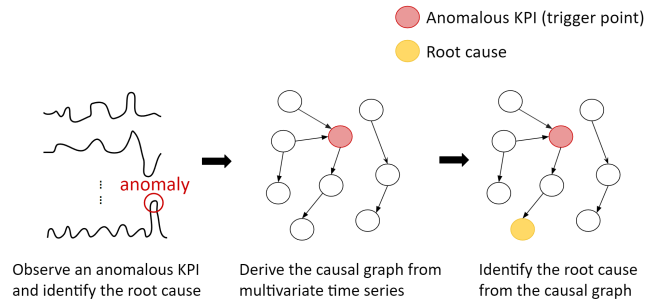 Anomalous KPI (trigger point)
Root cause
anomaly
Observe an anomalous KPI
and identify the root cause
Derive the causal graph from
multivariate time series
Identify the root cause
from the causal graph